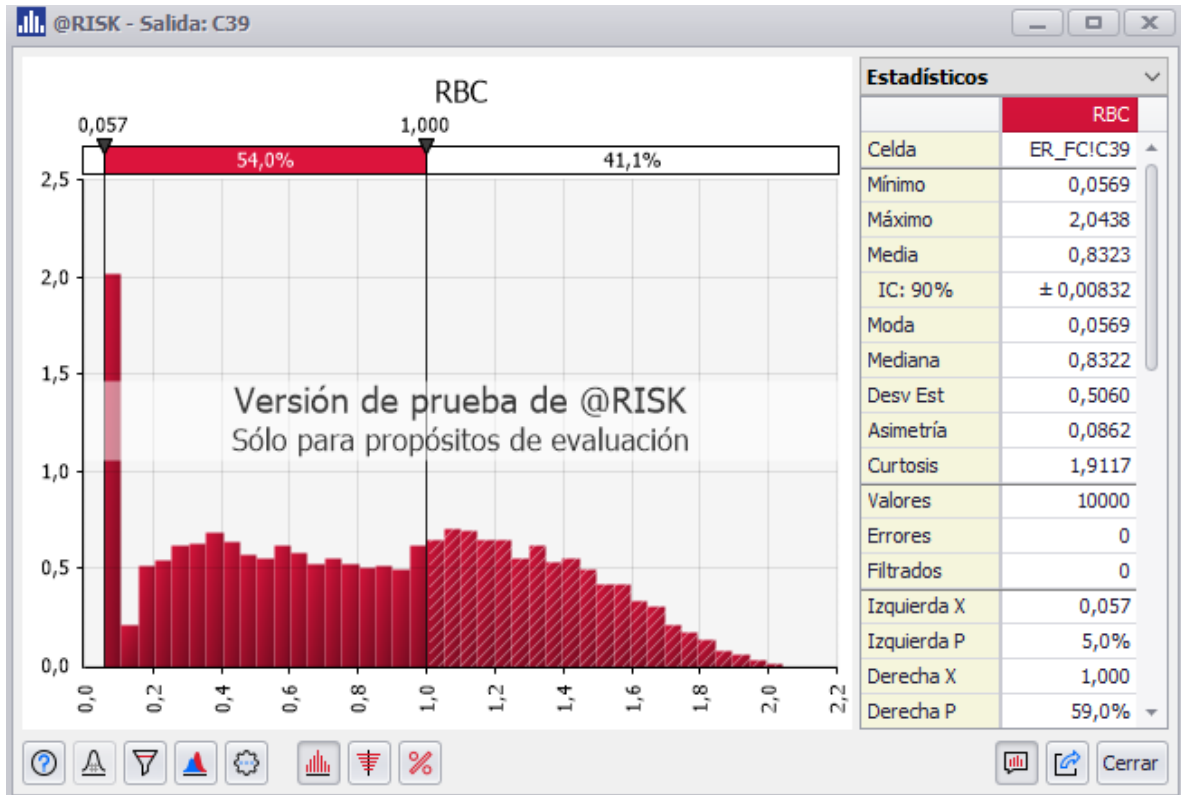 @RISK - Salida: C39
RBC
0,057 1,000
54,0% 41,1%
2,5
2,0
1,5
1,0
0,5
0,0
Versión de prueba de @RISK
Sólo para propósitos de evaluación
0,0 0,2 0,4 0,6 0,8 1,0 1,2 1,4 1,6 1,8 2,0 2,2
Estadísticos
RBC
Celda ER_FC!C39
Mínimo 0,0569
Máximo 2,0438
Media 0,8323
IC: 90% ± 0,00832
Moda 0,0569
Mediana 0,8322
Desv Est 0,5060
Asimetría 0,0862
Curtosis 1,9117
Valores 10000
Errores 0
Filtrados 0
Izquierda X 0,057
Izquierda P 5,0%
Derecha X 1,000
Derecha P 59,0%
Cerrar